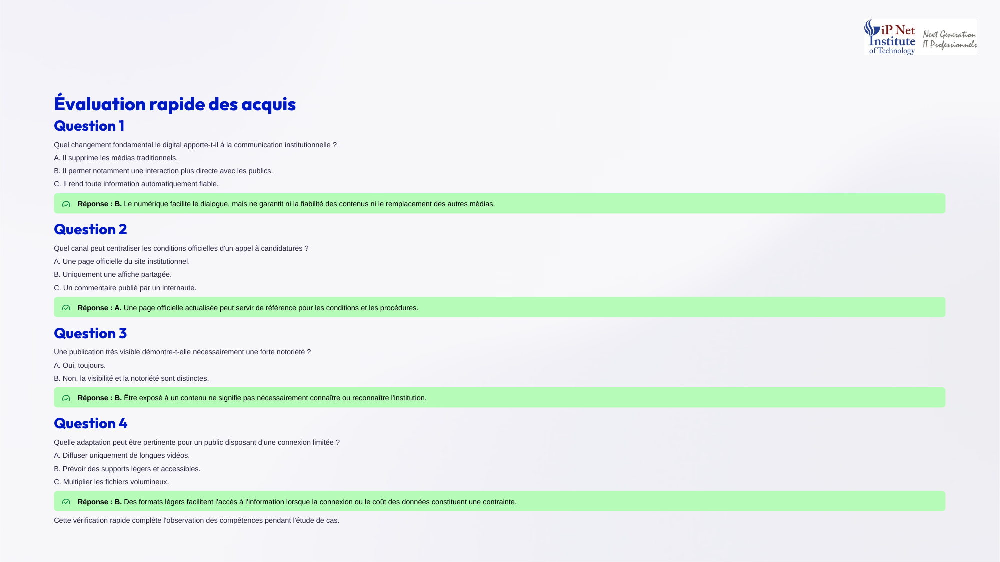 iP Net
Institute
of Technology
Next Generation
IT Professionnels
Évaluation rapide des acquis
Question 1
Quel changement fondamental le digital apporte-t-il à la communication institutionnelle ?
A. Il supprime les médias traditionnels.
B. Il permet notamment une interaction plus directe avec les publics.
C. Il rend toute information automatiquement fiable.
Réponse : B. Le numérique facilite le dialogue, mais ne garantit ni la fiabilité des contenus ni le remplacement des autres médias.
Question 2
Quel canal peut centraliser les conditions officielles d'un appel à candidatures ?
A. Une page officielle du site institutionnel.
B. Uniquement une affiche partagée.
C. Un commentaire publié par un internaute.
Réponse : A. Une page officielle actualisée peut servir de référence pour les conditions et les procédures.
Question 3
Une publication très visible démontre-t-elle nécessairement une forte notoriété ?
A. Oui, toujours.
B. Non, la visibilité et la notoriété sont distinctes.
Réponse : B. Être exposé à un contenu ne signifie pas nécessairement connaître ou reconnaître l'institution.
Question 4
Quelle adaptation peut être pertinente pour un public disposant d'une connexion limitée ?
A. Diffuser uniquement de longues vidéos.
B. Prévoir des supports légers et accessibles.
C. Multiplier les fichiers volumineux.
Réponse : B. Des formats légers facilitent l'accès à l'information lorsque la connexion ou le coût des données constituent une contrainte.
Cette vérification rapide complète l'observation des compétences pendant l'étude de cas.